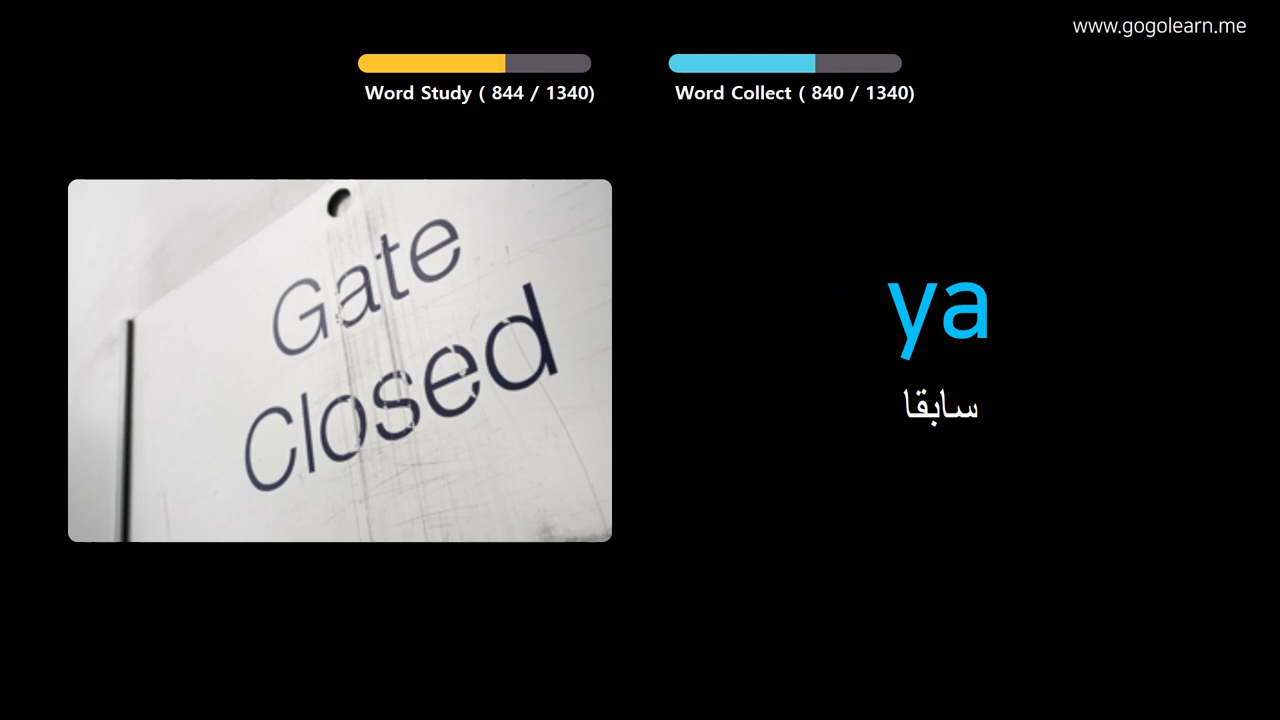 www.gogolearn.me
Word Study ( 844 / 1340)
Word Collect ( 840 / 1340)
Gate
Closed
ya
سابقا